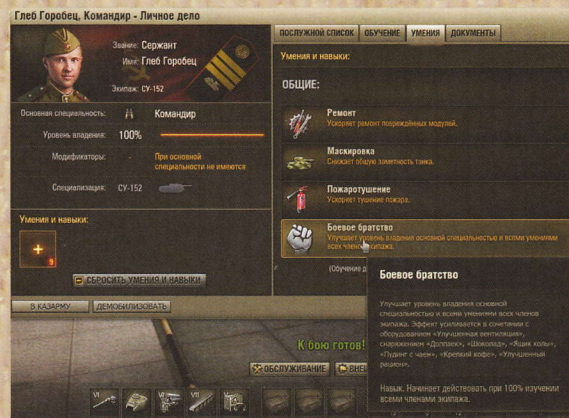 Глеб Горобец, Командир - Личное дело
Звание: Сержант
Имя: Глеб Горобец
Экипаж: СУ-152
Основная специальность: Командир
Уровень владения: 100%
Модификаторы: - При основной
специальности не имеются
Специализация: СУ-152
Умения и навыки:
+
СБРОСИТЬ УМЕНИЯ И НАВЫКИ
ПОСЛУЖНОЙ СПИСОК ОБУЧЕНИЕ УМЕНИЯ ДОКУМЕНТЫ
Умения и навыки:
ОБЩИЕ:
Ремонт
Ускоряет ремонт повреждённых модулей.
Маскировка
Снижает общую заметность танка.
Пожаротушение
Ускоряет тушение пожара.
Боевое братство
Улучшает уровень владения основной специальностью и всеми умениями
всех членов экипажа.
(Обучение
Боевое братство
Улучшает уровень владения основной
специальностью и всеми умениями всех членов
экипажа. Эффект усиливается в сочетании с
оборудованием «Улучшенная вентиляция»,
снаряжением «Доппаёк», «Шоколад», «Ящик колы»,
«Пудинг с чаем», «Крепкий кофе», «Улучшенный
рацион».
Навык. Начинает действовать при 100% изучении
всеми членами экипажа.
В КАЗАРМУ ДЕМОБИЛИЗОВАТЬ
К бою готов!
ОБСЛУЖИВАНИЕ ВНЕШ
VI VI VII